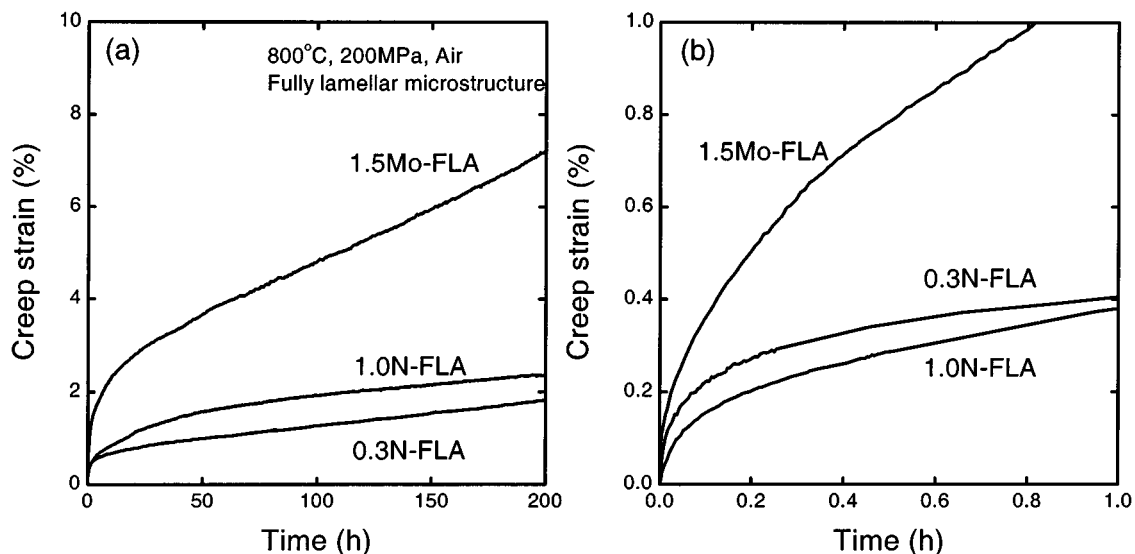 (a)
800°C, 200MPa, Air
Fully lamellar microstructure
1.5Mo-FLA
1.0N-FLA
0.3N-FLA
Creep strain (%)
10
8
6
4
2
0
0 50 100 150 200
Time (h)
(b)
1.5Mo-FLA
0.3N-FLA
1.0N-FLA
Creep strain (%)
1.0
0.8
0.6
0.4
0.2
0.0
0.0 0.2 0.4 0.6 0.8 1.0
Time (h)